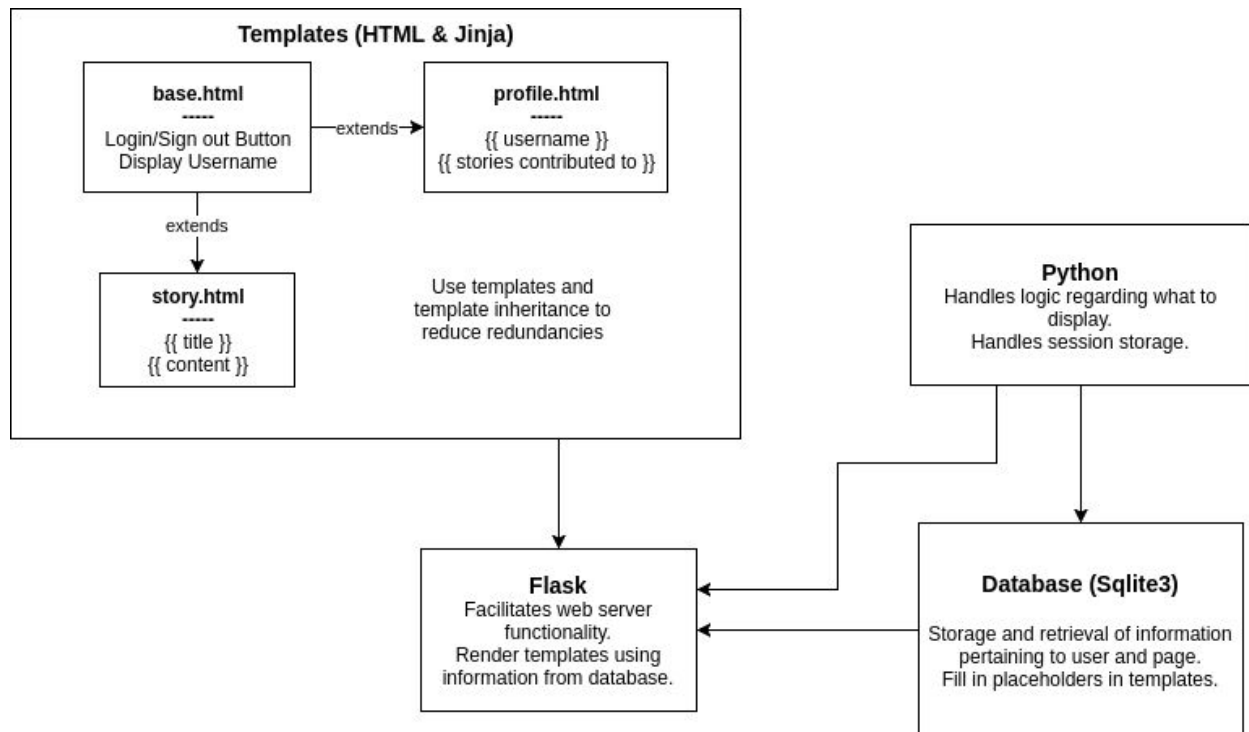 Templates (HTML & Jinja)
base.html
-----
Login/Sign out Button
Display Username
extends
profile.html
-----
{{ username }}
{{ stories contributed to }}
extends
story.html
-----
{{ title }}
{{ content }}
Use templates and
template inheritance to
reduce redundancies
Python
Handles logic regarding what to
display.
Handles session storage.
Flask
Facilitates web server
functionality.
Render templates using
information from database.
Database (Sqlite3)
Storage and retrieval of information
pertaining to user and page.
Fill in placeholders in templates.